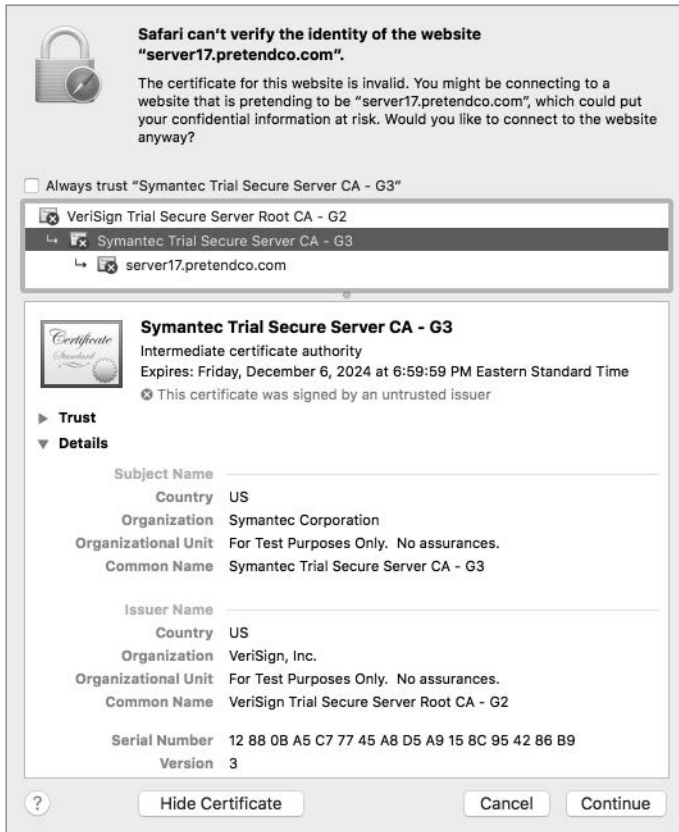 Safari can't verify the identity of the website
“server17.pretendco.com”.
The certificate for this website is invalid. You might be connecting to a
website that is pretending to be “server17.pretendco.com”, which could put
your confidential information at risk. Would you like to connect to the website
anyway?
Always trust “Symantec Trial Secure Server CA - G3”
VeriSign Trial Secure Server Root CA - G2
Symantec Trial Secure Server CA - G3
server17.pretendco.com
Certificate
Standard
Symantec Trial Secure Server CA - G3
Intermediate certificate authority
Expires: Friday, December 6, 2024 at 6:59:59 PM Eastern Standard Time
This certificate was signed by an untrusted issuer
Trust
Details
Subject Name
Country US
Organization Symantec Corporation
Organizational Unit For Test Purposes Only. No assurances.
Common Name Symantec Trial Secure Server CA - G3
Issuer Name
Country US
Organization VeriSign, Inc.
Organizational Unit For Test Purposes Only. No assurances.
Common Name VeriSign Trial Secure Server Root CA - G2
Serial Number 12 88 0B A5 C7 77 45 A8 D5 A9 15 8C 95 42 86 B9
Version 3
? Hide Certificate Cancel Continue